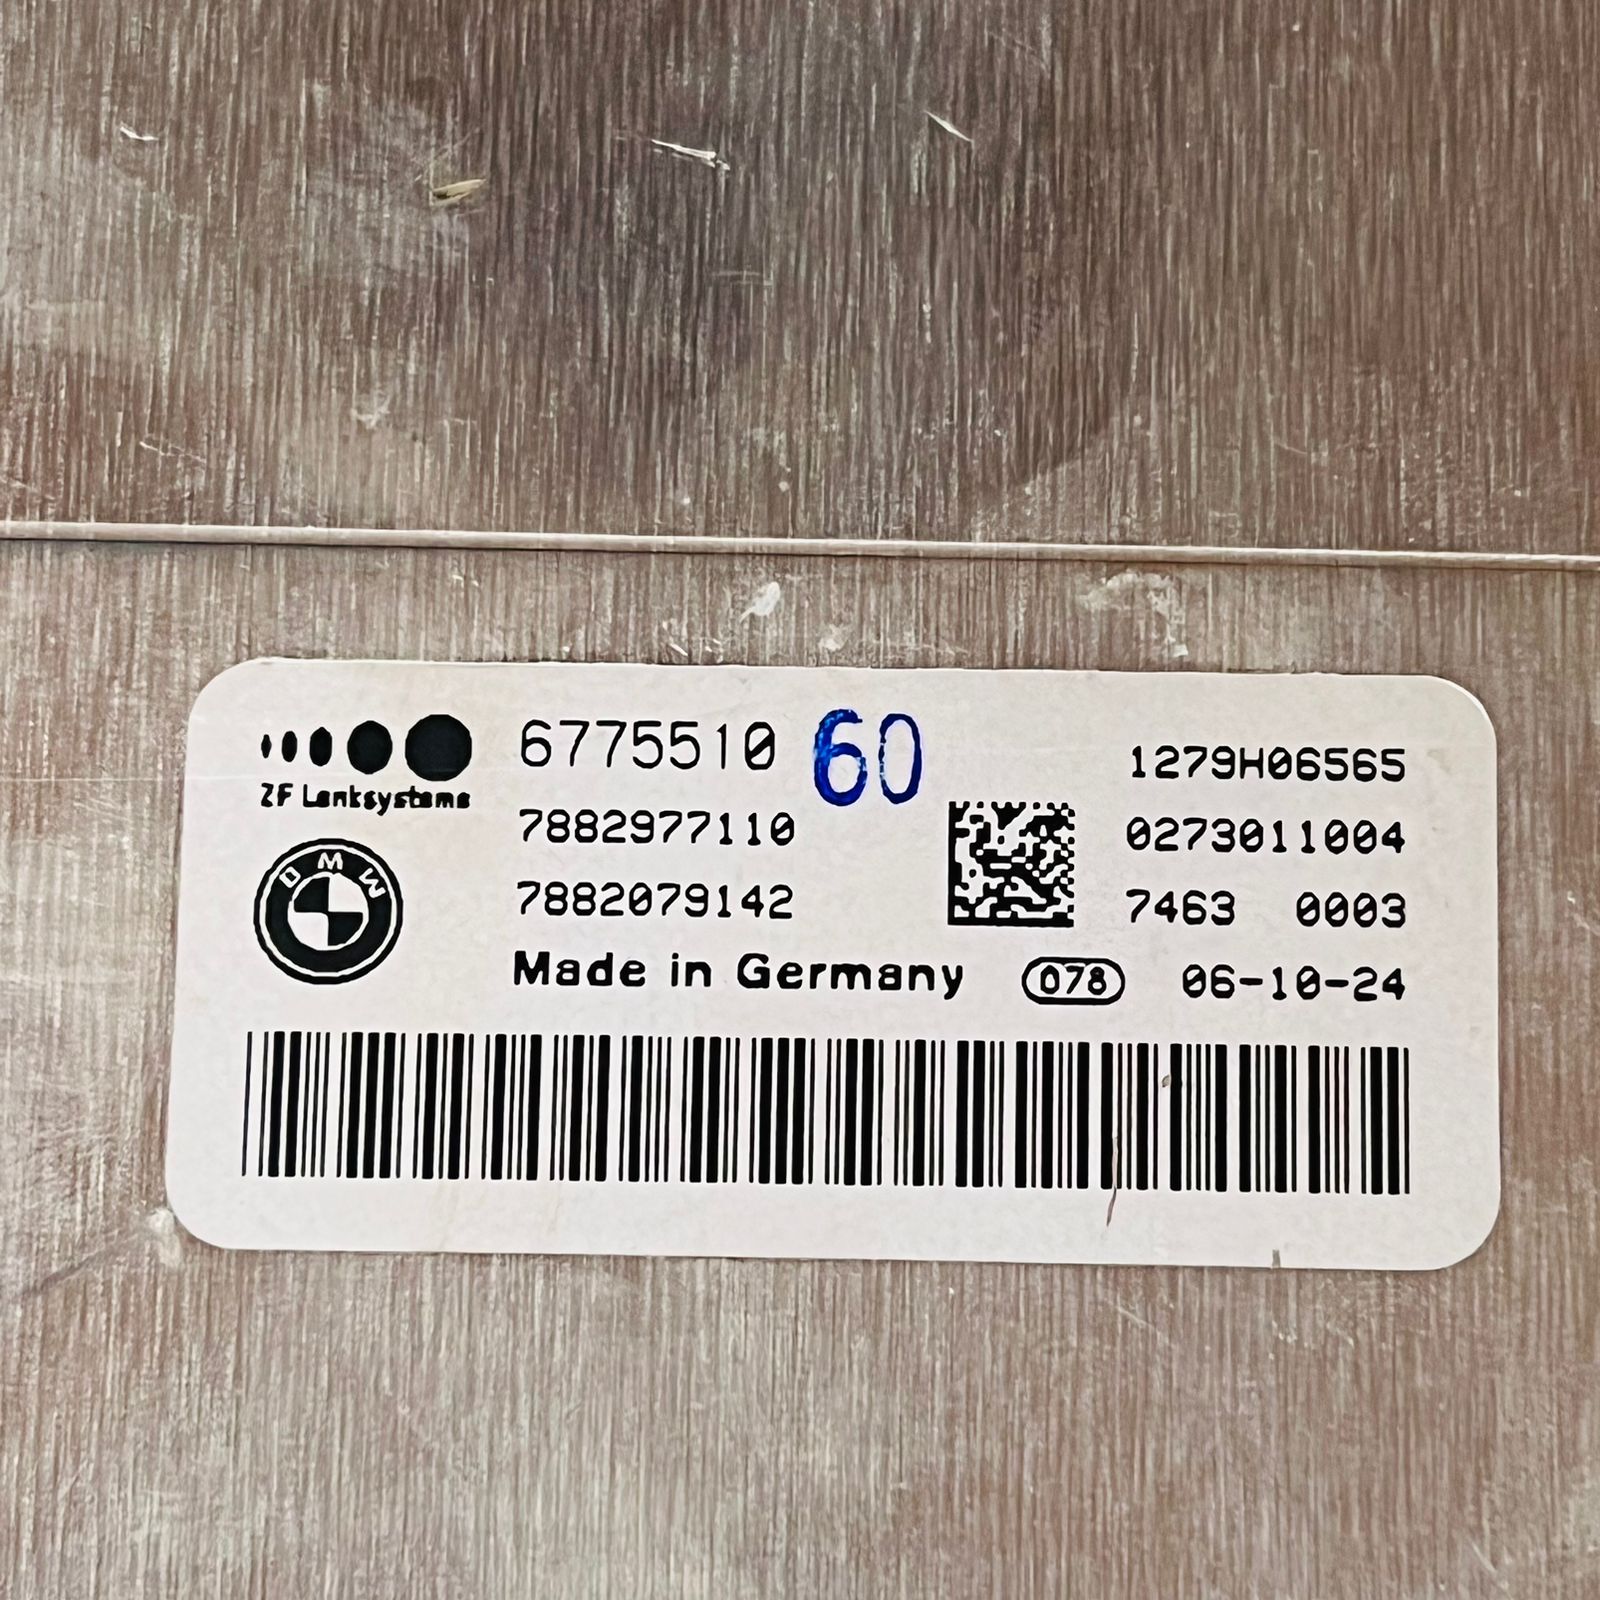 ZF Lenksysteme
BMW
6775510 60
7882977110
7882079142
Made in Germany
1279H06565
0273011004
7463 0003
078 06-10-24